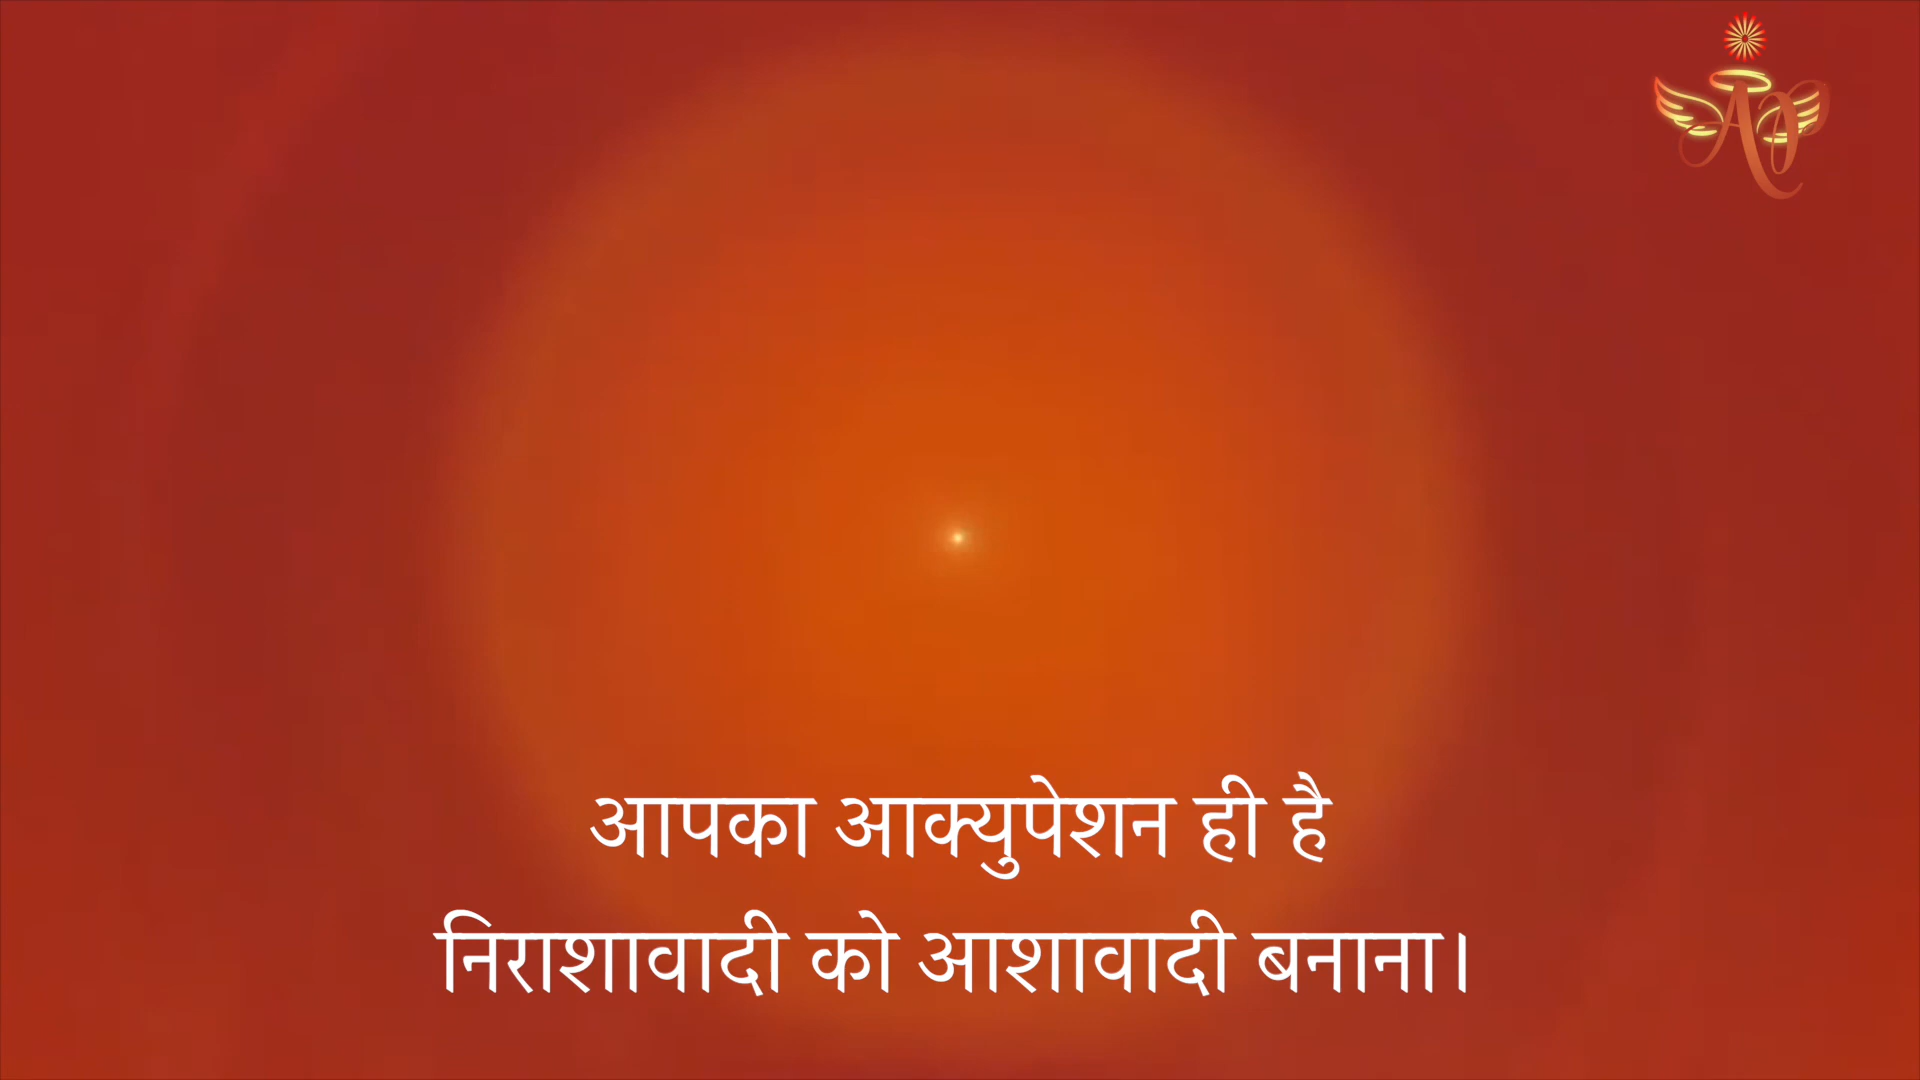 आपका आक्युपेशन ही है
निराशावादी को आशावादी बनाना।